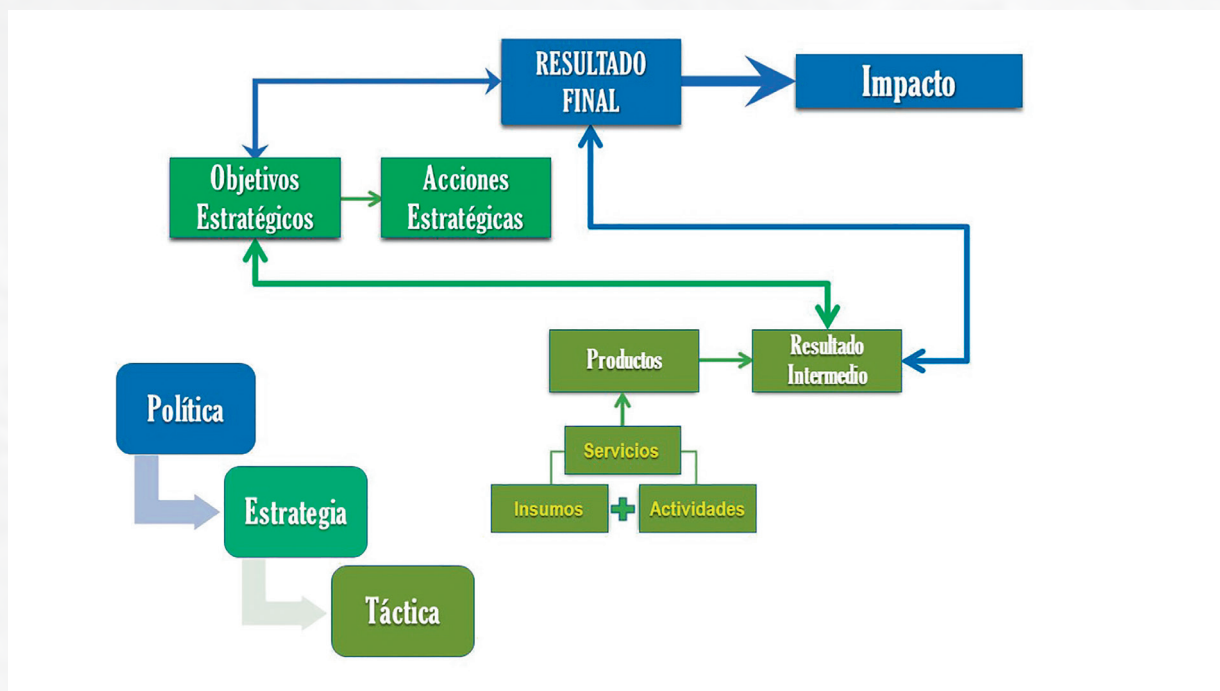 RESULTADO
FINAL
Impacto
Objetivos
Estratégicos
Acciones
Estratégicas
Productos
Resultado
Intermedio
Servicios
Insumos
Actividades
Política
Estrategia
Táctica